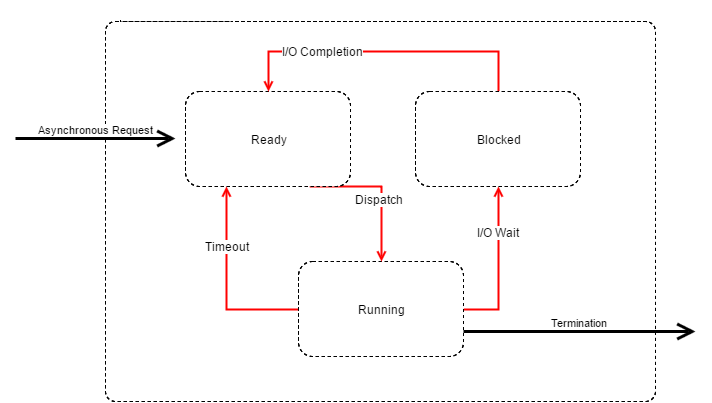 I/O Completion
Asynchronous Request
Ready
Blocked
Dispatch
I/O Wait
Timeout
Running
Termination